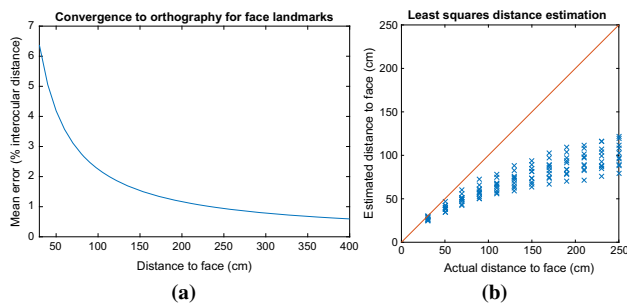 Convergence to orthography for face landmarks
Mean error (% interocular distance)
7
6
5
4
3
2
1
0
50 100 150 200 250 300 350 400
Distance to face (cm)
(a)
Least squares distance estimation
Estimated distance to face (cm)
250
200
150
100
50
0
0 50 100 150 200 250
Actual distance to face (cm)
(b)